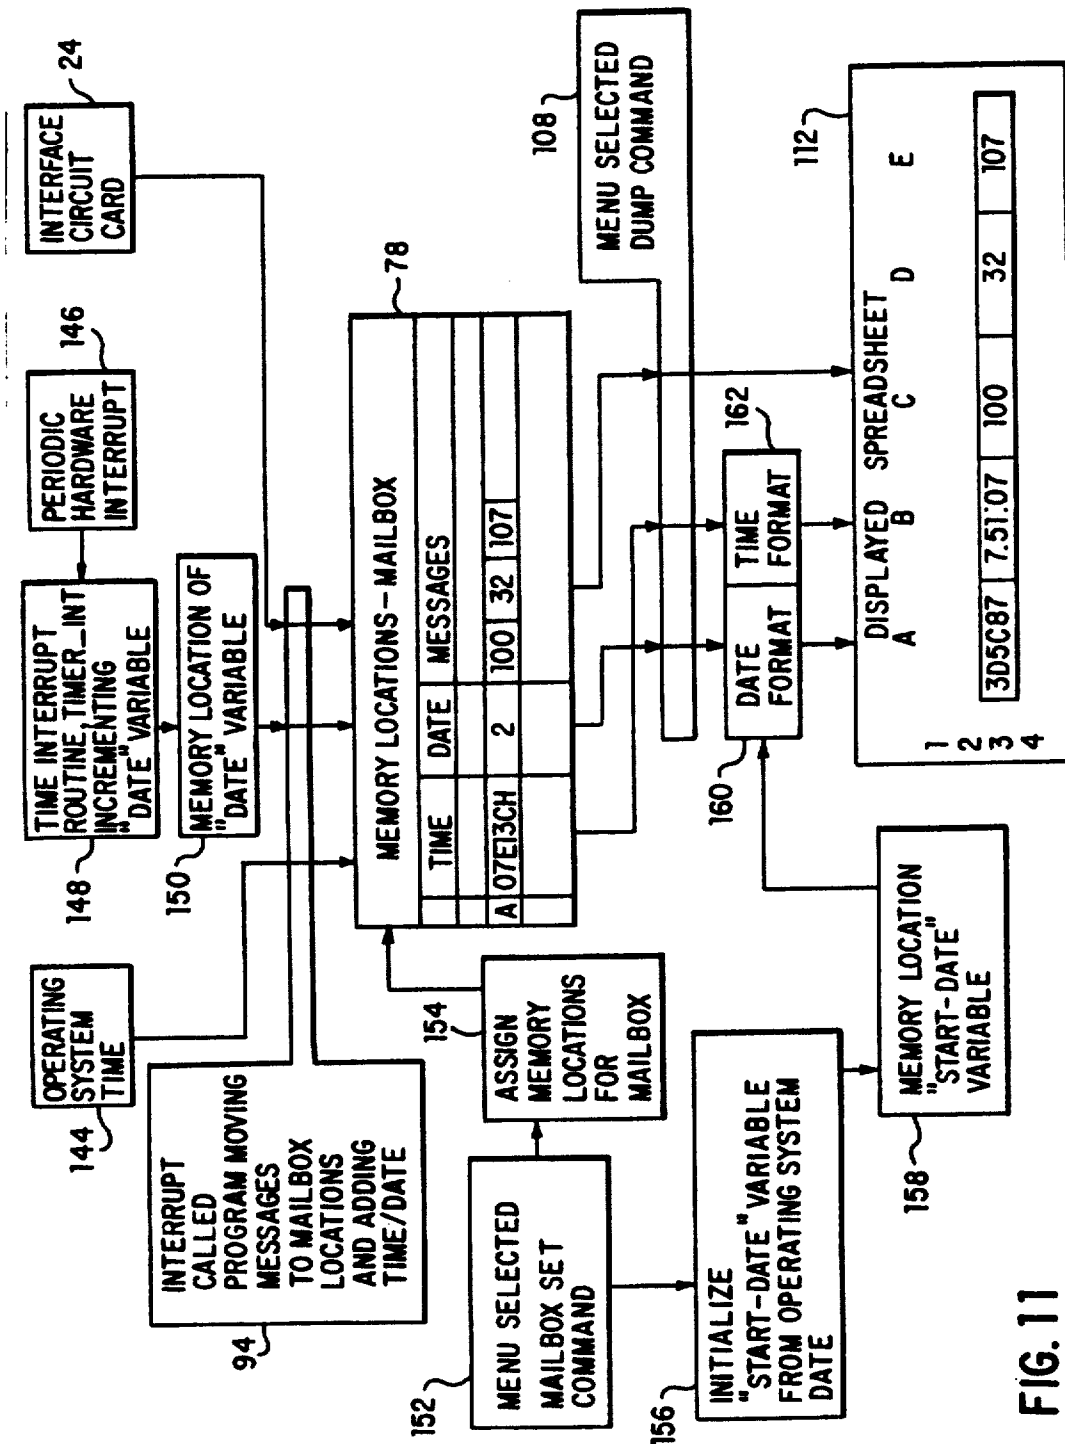 OPERATING
SYSTEM
TIME
144
TIME INTERRUPT
ROUTINE, TIMER_INT
INCREMENTING
"DATE" VARIABLE
148
PERIODIC
HARDWARE
INTERRUPT
146
INTERFACE
CIRCUIT
CARD
24
MEMORY LOCATION OF
"DATE" VARIABLE
150
INTERRUPT
CALLED
PROGRAM MOVING
MESSAGES
TO MAILBOX
LOCATIONS
AND ADDING
TIME/DATE
94
MEMORY LOCATIONS-MAILBOX
78
TIME DATE MESSAGES
A 07E13CH 2 100 32 107
MENU SELECTED
MAILBOX SET
COMMAND
152
ASSIGN
MEMORY
LOCATIONS
FOR
MAILBOX
154
MENU SELECTED
DUMP COMMAND
108
INITIALIZE
"START-DATE" VARIABLE
FROM OPERATING SYSTEM
DATE
156
MEMORY LOCATION
"START-DATE"
VARIABLE
158
DATE
FORMAT
160
TIME
FORMAT
162
DISPLAYED SPREADSHEET
112
A B C D E
1
2
3 3D5C87 7.51.07 100 32 107
4
FIG. 11